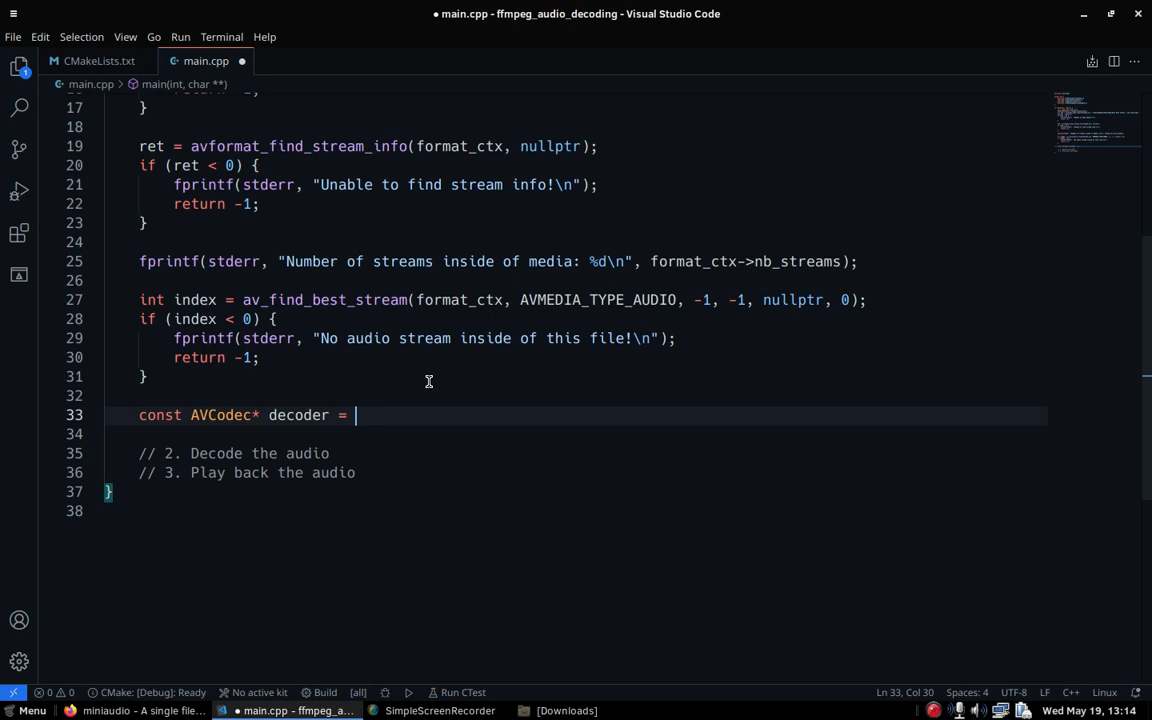 ● main.cpp - ffmpeg_audio_decoding - Visual Studio Code
File Edit Selection View Go Run Terminal Help
CMakeLists.txt main.cpp ●
main.cpp > main(int, char **)
17 }
18
19 ret = avformat_find_stream_info(format_ctx, nullptr);
20 if (ret < 0) {
21 fprintf(stderr, "Unable to find stream info!\n");
22 return -1;
23 }
24
25 fprintf(stderr, "Number of streams inside of media: %d\n", format_ctx->nb_streams);
26
27 int index = av_find_best_stream(format_ctx, AVMEDIA_TYPE_AUDIO, -1, -1, nullptr, 0);
28 if (index < 0) {
29 fprintf(stderr, "No audio stream inside of this file!\n");
30 return -1;
31 }
32
33 const AVCodec* decoder =
34
35 // 2. Decode the audio
36 // 3. Play back the audio
37 }
38
0 0 CMake: [Debug]: Ready No active kit Build [all] Run CTest Ln 33, Col 30 Spaces: 4 UTF-8 LF C++ Linux
Menu miniaudio - A single file... ● main.cpp - ffmpeg_a... SimpleScreenRecorder [Downloads] Wed May 19, 13:14